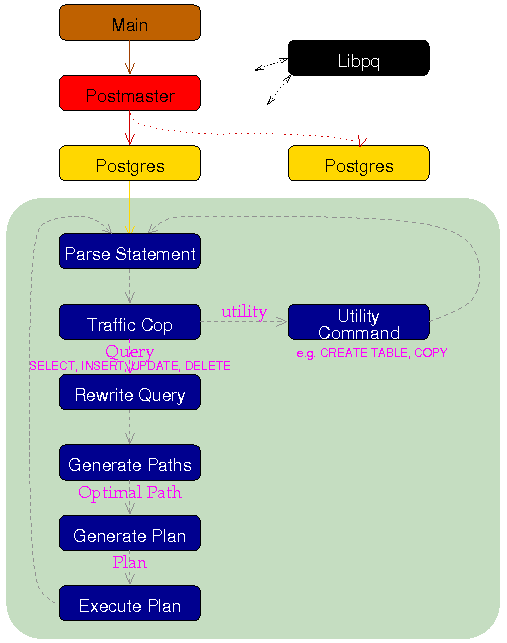 Main
Libpq
Postmaster
Postgres
Postgres
Parse Statement
utility
Traffic Cop
Utility
Command
Query
e.g. CREATE TABLE, COPY
SELECT, INSERT, UPDATE, DELETE
Rewrite Query
Generate Paths
Optimal Path
Generate Plan
Plan
Execute Plan